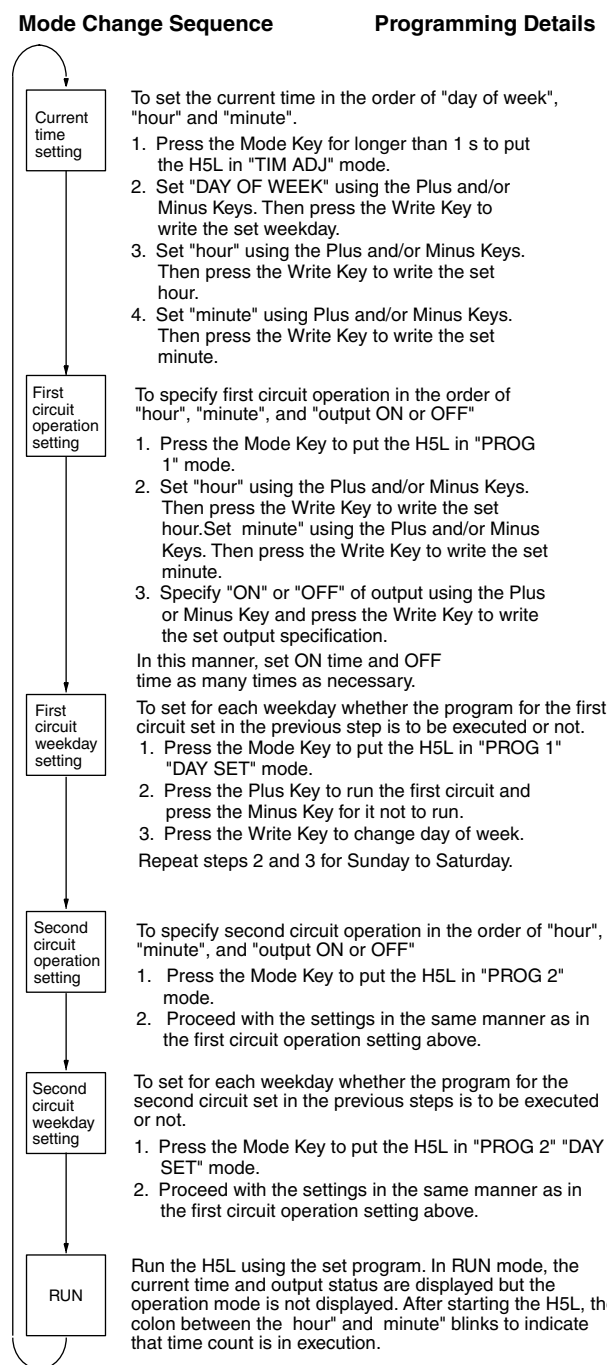 Mode Change Sequence
Programming Details
Current
time
setting
To set the current time in the order of "day of week",
"hour" and "minute".
1. Press the Mode Key for longer than 1 s to put
the H5L in "TIM ADJ" mode.
2. Set "DAY OF WEEK" using the Plus and/or
Minus Keys. Then press the Write Key to
write the set weekday.
3. Set "hour" using the Plus and/or Minus Keys.
Then press the Write Key to write the set
hour.
4. Set "minute" using Plus and/or Minus Keys.
Then press the Write Key to write the set
minute.
First
circuit
operation
setting
To specify first circuit operation in the order of
"hour", "minute", and "output ON or OFF"
1. Press the Mode Key to put the H5L in "PROG
1" mode.
2. Set "hour" using the Plus and/or Minus Keys.
Then press the Write Key to write the set
hour.Set minute" using the Plus and/or Minus
Keys. Then press the Write Key to write the set
minute.
3. Specify "ON" or "OFF" of output using the Plus
or Minus Key and press the Write Key to write
the set output specification.
In this manner, set ON time and OFF
time as many times as necessary.
First
circuit
weekday
setting
To set for each weekday whether the program for the first
circuit set in the previous step is to be executed or not.
1. Press the Mode Key to put the H5L in "PROG 1"
"DAY SET" mode.
2. Press the Plus Key to run the first circuit and
press the Minus Key for it not to run.
3. Press the Write Key to change day of week.
Repeat steps 2 and 3 for Sunday to Saturday.
Second
circuit
operation
setting
To specify second circuit operation in the order of "hour",
"minute", and "output ON or OFF"
1. Press the Mode Key to put the H5L in "PROG 2"
mode.
2. Proceed with the settings in the same manner as in
the first circuit operation setting above.
Second
circuit
weekday
setting
To set for each weekday whether the program for the
second circuit set in the previous steps is to be executed
or not.
1. Press the Mode Key to put the H5L in "PROG 2" "DAY
SET" mode.
2. Proceed with the settings in the same manner as in
the first circuit operation setting above.
RUN
Run the H5L using the set program. In RUN mode, the
current time and output status are displayed but the
operation mode is not displayed. After starting the H5L, th
colon between the hour" and minute" blinks to indicate
that time count is in execution.